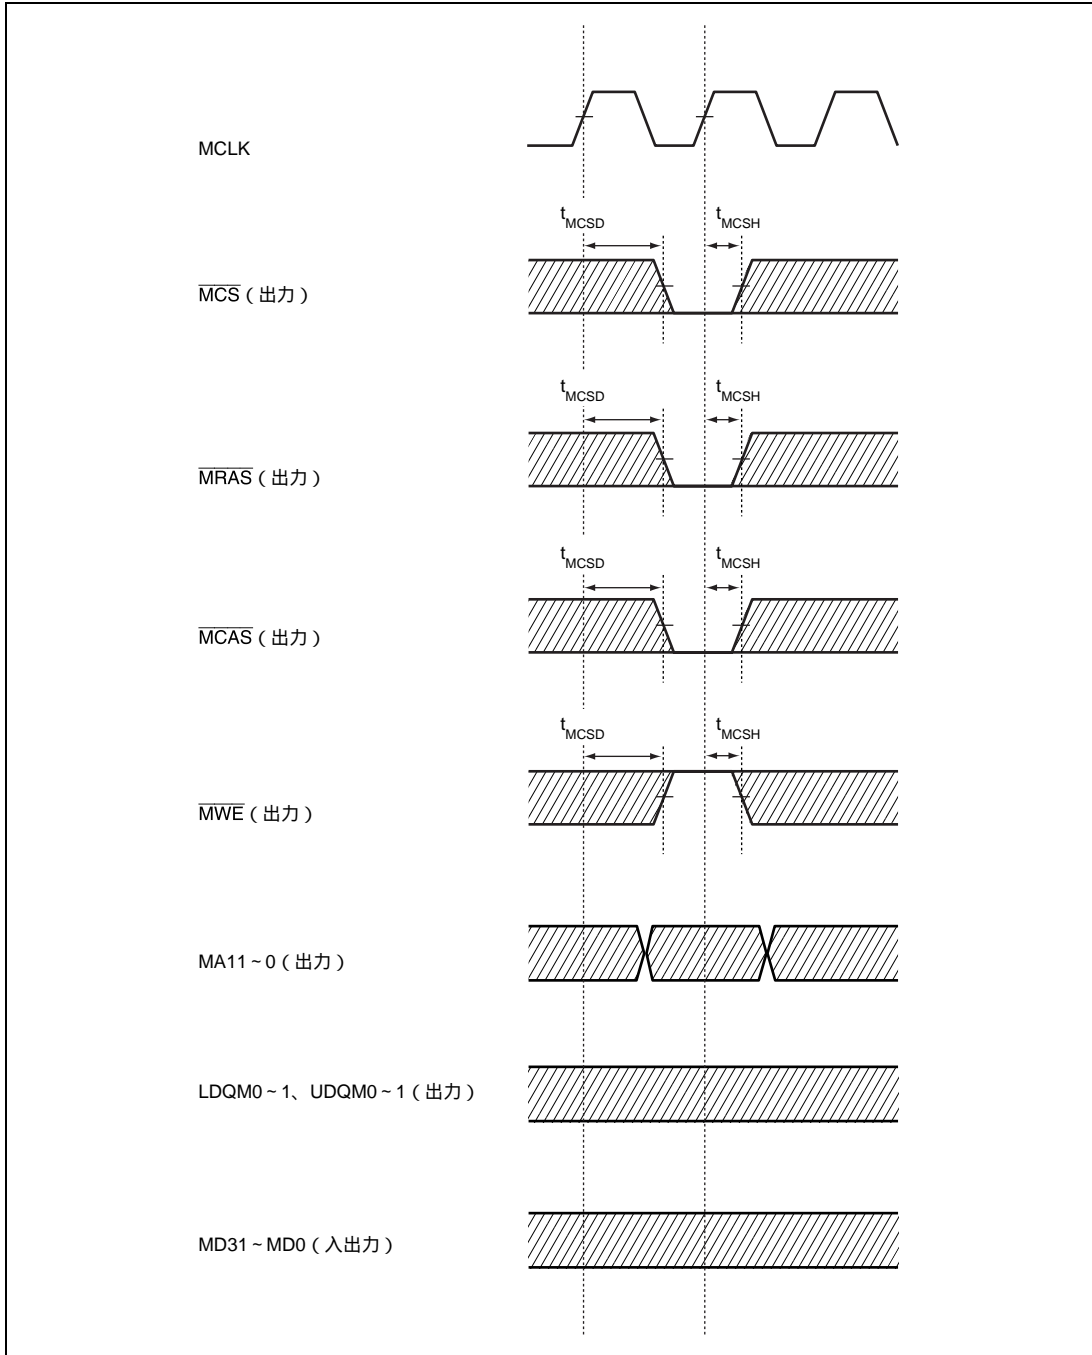 MCLK
tMCSD tMCSH
MCS（出力）
tMCSD tMCSH
MRAS（出力）
tMCSD tMCSH
MCAS（出力）
tMCSD tMCSH
MWE（出力）
MA11~0（出力）
LDQM0~1、UDQM0~1（出力）
MD31~MD0（入出力）